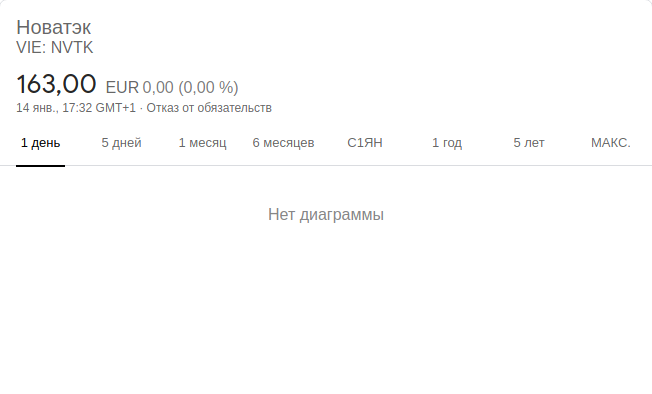 Новатэк
VIE: NVTK
163,00 EUR 0,00 (0,00 %)
14 янв., 17:32 GMT+1 · Отказ от обязательств
1 день 5 дней 1 месяц 6 месяцев С1ЯН 1 год 5 лет МАКС.
Нет диаграммы